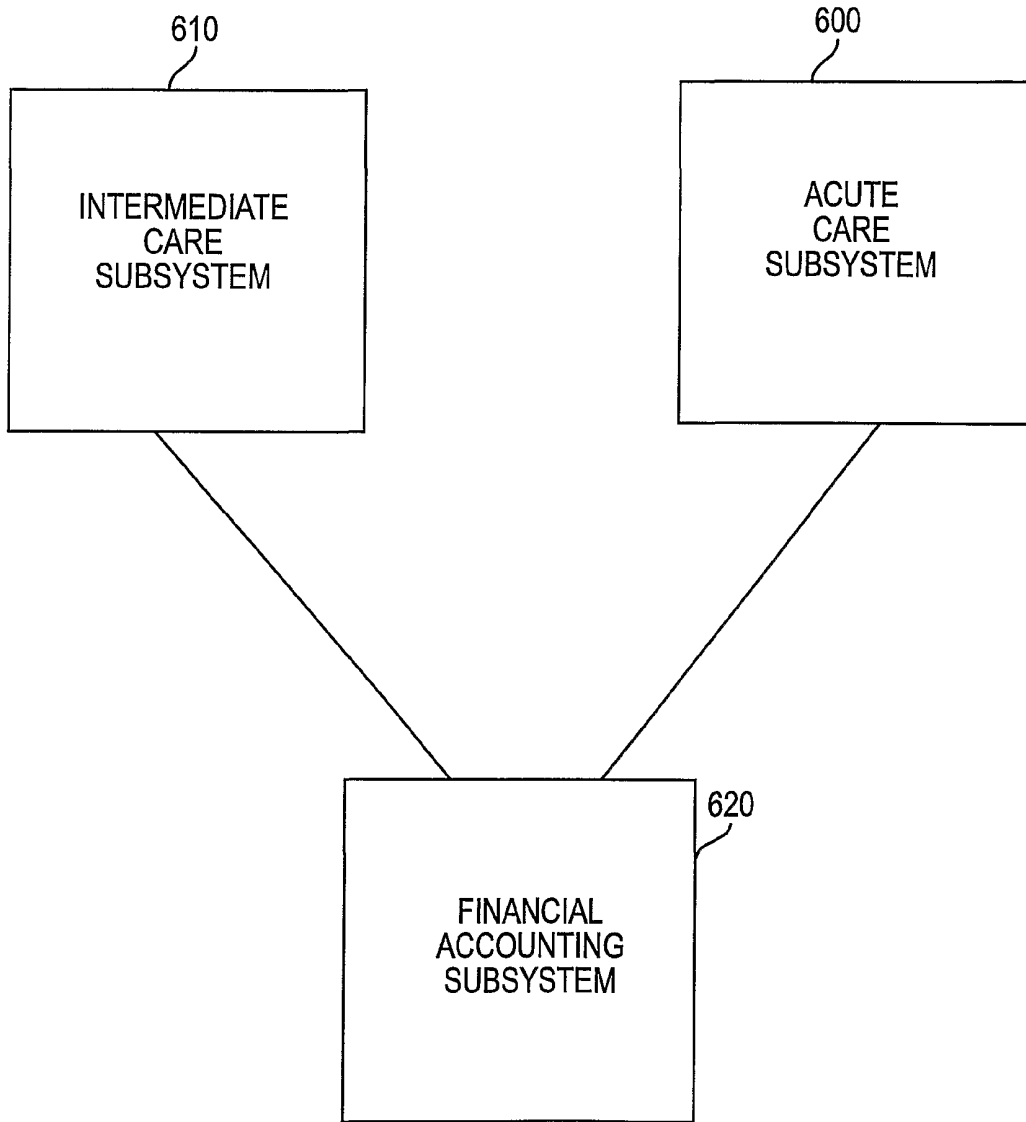 610
600
INTERMEDIATE
CARE
SUBSYSTEM
ACUTE
CARE
SUBSYSTEM
620
FINANCIAL
ACCOUNTING
SUBSYSTEM